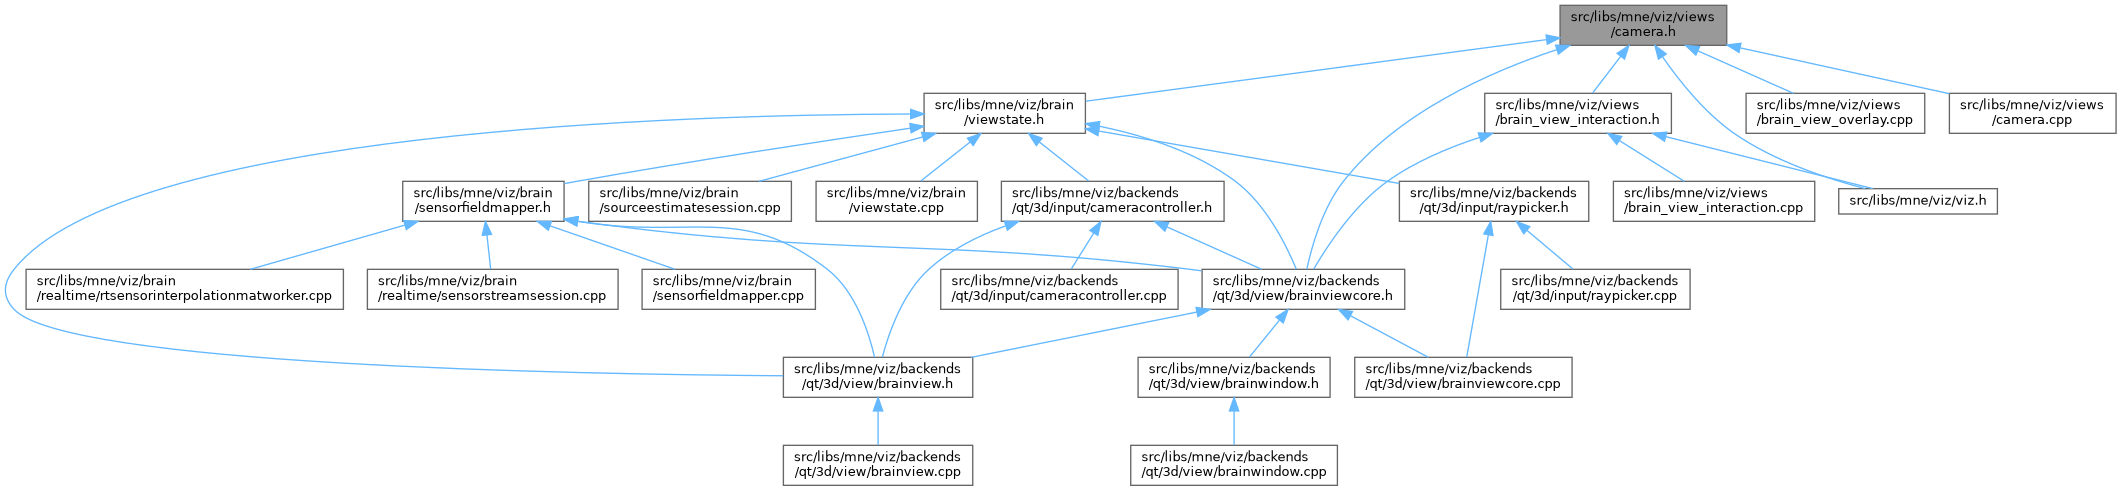 src/libs/mne/viz/views
/camera.h
src/libs/mne/viz/brain
/viewstate.h
src/libs/mne/viz/views
/brain_view_interaction.h
src/libs/mne/viz/views
/brain_view_overlay.cpp
src/libs/mne/viz/views
/camera.cpp
src/libs/mne/viz/brain
/sensorfieldmapper.h
src/libs/mne/viz/brain
/sourceestimatesession.cpp
src/libs/mne/viz/brain
/viewstate.cpp
src/libs/mne/viz/backends
/qt/3d/input/cameracontroller.h
src/libs/mne/viz/backends
/qt/3d/input/raypicker.h
src/libs/mne/viz/views
/brain_view_interaction.cpp
src/libs/mne/viz/viz.h
src/libs/mne/viz/brain
/realtime/rtsensorinterpolationmatworker.cpp
src/libs/mne/viz/brain
/realtime/sensorstreamsession.cpp
src/libs/mne/viz/brain
/sensorfieldmapper.cpp
src/libs/mne/viz/backends
/qt/3d/input/cameracontroller.cpp
src/libs/mne/viz/backends
/qt/3d/view/brainviewcore.h
src/libs/mne/viz/backends
/qt/3d/input/raypicker.cpp
src/libs/mne/viz/backends
/qt/3d/view/brainview.h
src/libs/mne/viz/backends
/qt/3d/view/brainwindow.h
src/libs/mne/viz/backends
/qt/3d/view/brainviewcore.cpp
src/libs/mne/viz/backends
/qt/3d/view/brainview.cpp
src/libs/mne/viz/backends
/qt/3d/view/brainwindow.cpp